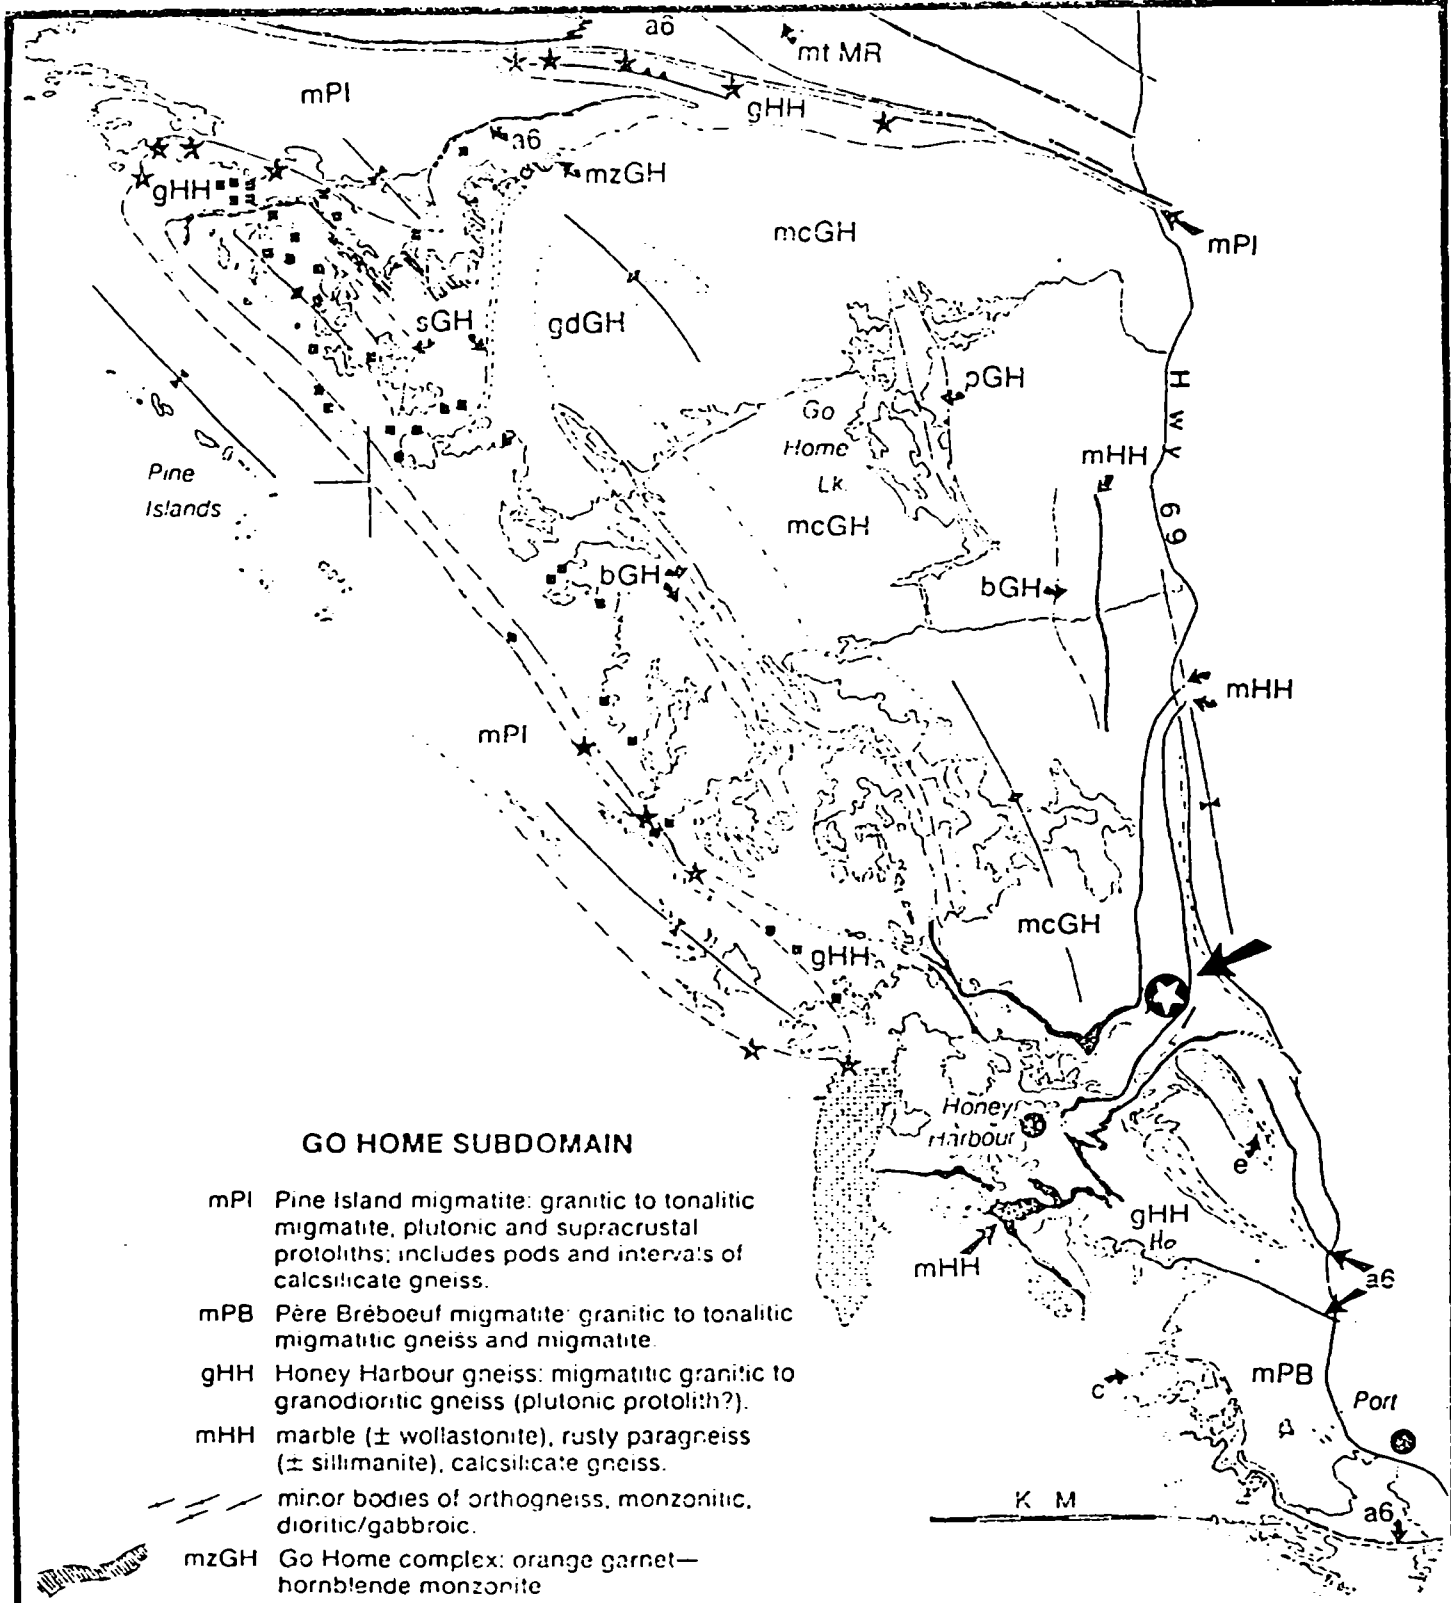 a6
mt MR
mPI
gHH
a6
mzGH
gHH
mcGH
mPI
sGH
gdGH
pGH
Go
Home
Lk.
Hwy 69
mHH
Pine
Islands
mcGH
bGH
bGH
mHH
mPI
mcGH
gHH
Honey
Harbour
e
gHH
Ho
mHH
a6
c
mPB
Port
KM
a6
GO HOME SUBDOMAIN
mPI Pine Island migmatite: granitic to tonalitic
migmatite, plutonic and supracrustal
protoliths; includes pods and intervals of
calcsilicate gneiss.
mPB Père Bréboeuf migmatite: granitic to tonalitic
migmatitic gneiss and migmatite.
gHH Honey Harbour gneiss: migmatitic granitic to
granodioritic gneiss (plutonic protolith?).
mHH marble (± wollastonite), rusty paragneiss
(± sillimanite), calcsilicate gneiss.
minor bodies of orthogneiss, monzonitic,
dioritic/gabbroic.
mzGH Go Home complex: orange garnet—
hornblende monzonite